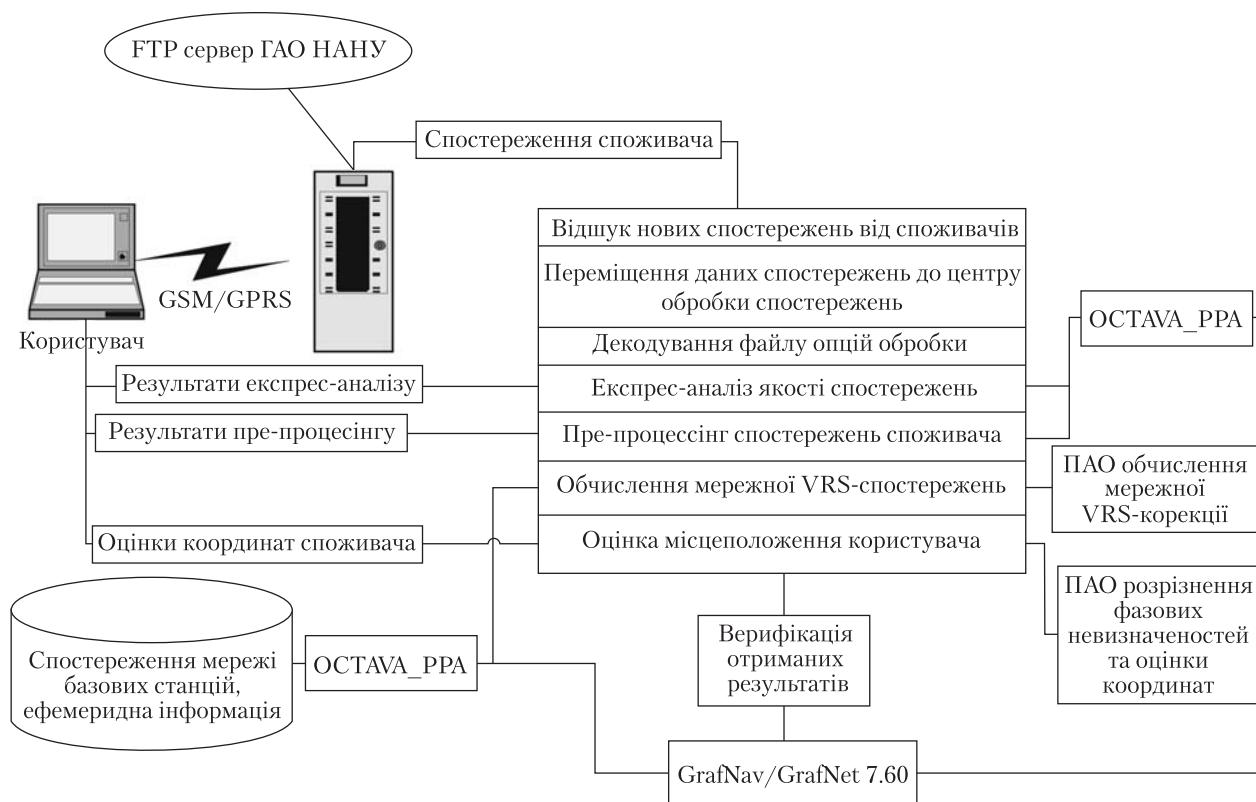 FTP сервер ГАО НАНУ
Спостереження споживача
GSM/GPRS
Користувач
Відшук нових спостережень від споживачів
Переміщення даних спостережень до центру
обробки спостережень
Декодування файлу опцій обробки
Експрес-аналіз якості спостережень
Пре-процессінг спостережень споживача
Обчислення мережної VRS-спостережень
Оцінка місцеположення користувача
OCTAVA_PPA
Результати експрес-аналізу
Результати пре-процесінгу
Оцінки координат споживача
ПАО обчислення
мережної
VRS-корекції
ПАО розрізнення
фазових
невизначеностей
та оцінки
координат
Спостереження мережі
базових станцій,
ефемеридна інформація
OCTAVA_PPA
Верифікація
отриманих
результатів
GrafNav/GrafNet 7.60